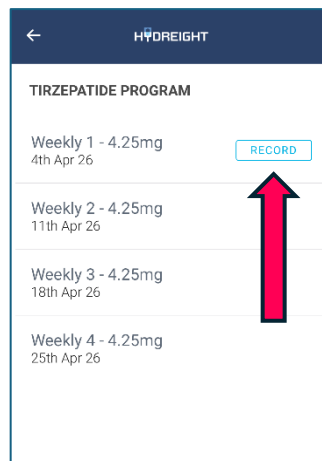 HYDREIGHT
TIRZEPATIDE PROGRAM
Weekly 1 - 4.25mg
4th Apr 26
RECORD
Weekly 2 - 4.25mg
11th Apr 26
Weekly 3 - 4.25mg
18th Apr 26
Weekly 4 - 4.25mg
25th Apr 26